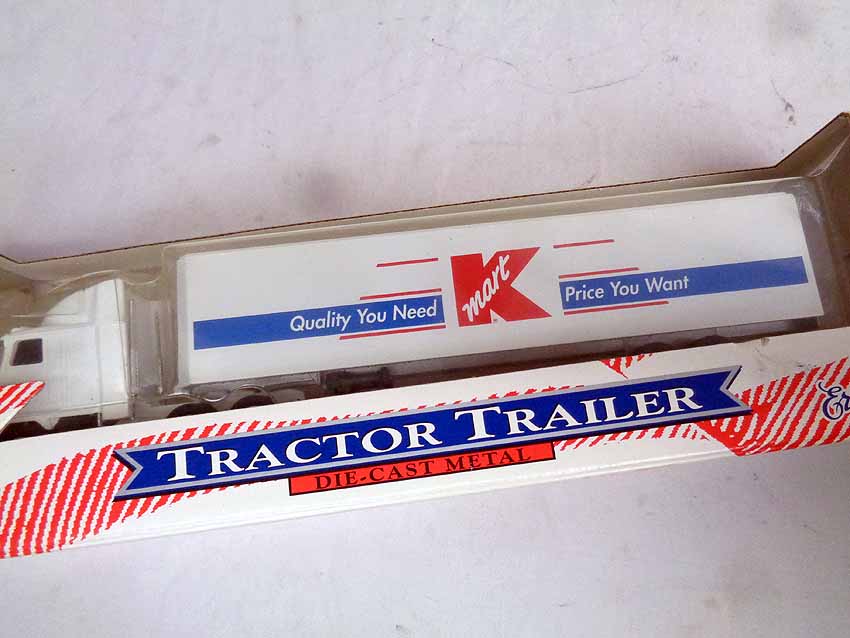 Quality You Need
K
mart
Price You Want
TRACTOR TRAILER
DIE-CAST METAL